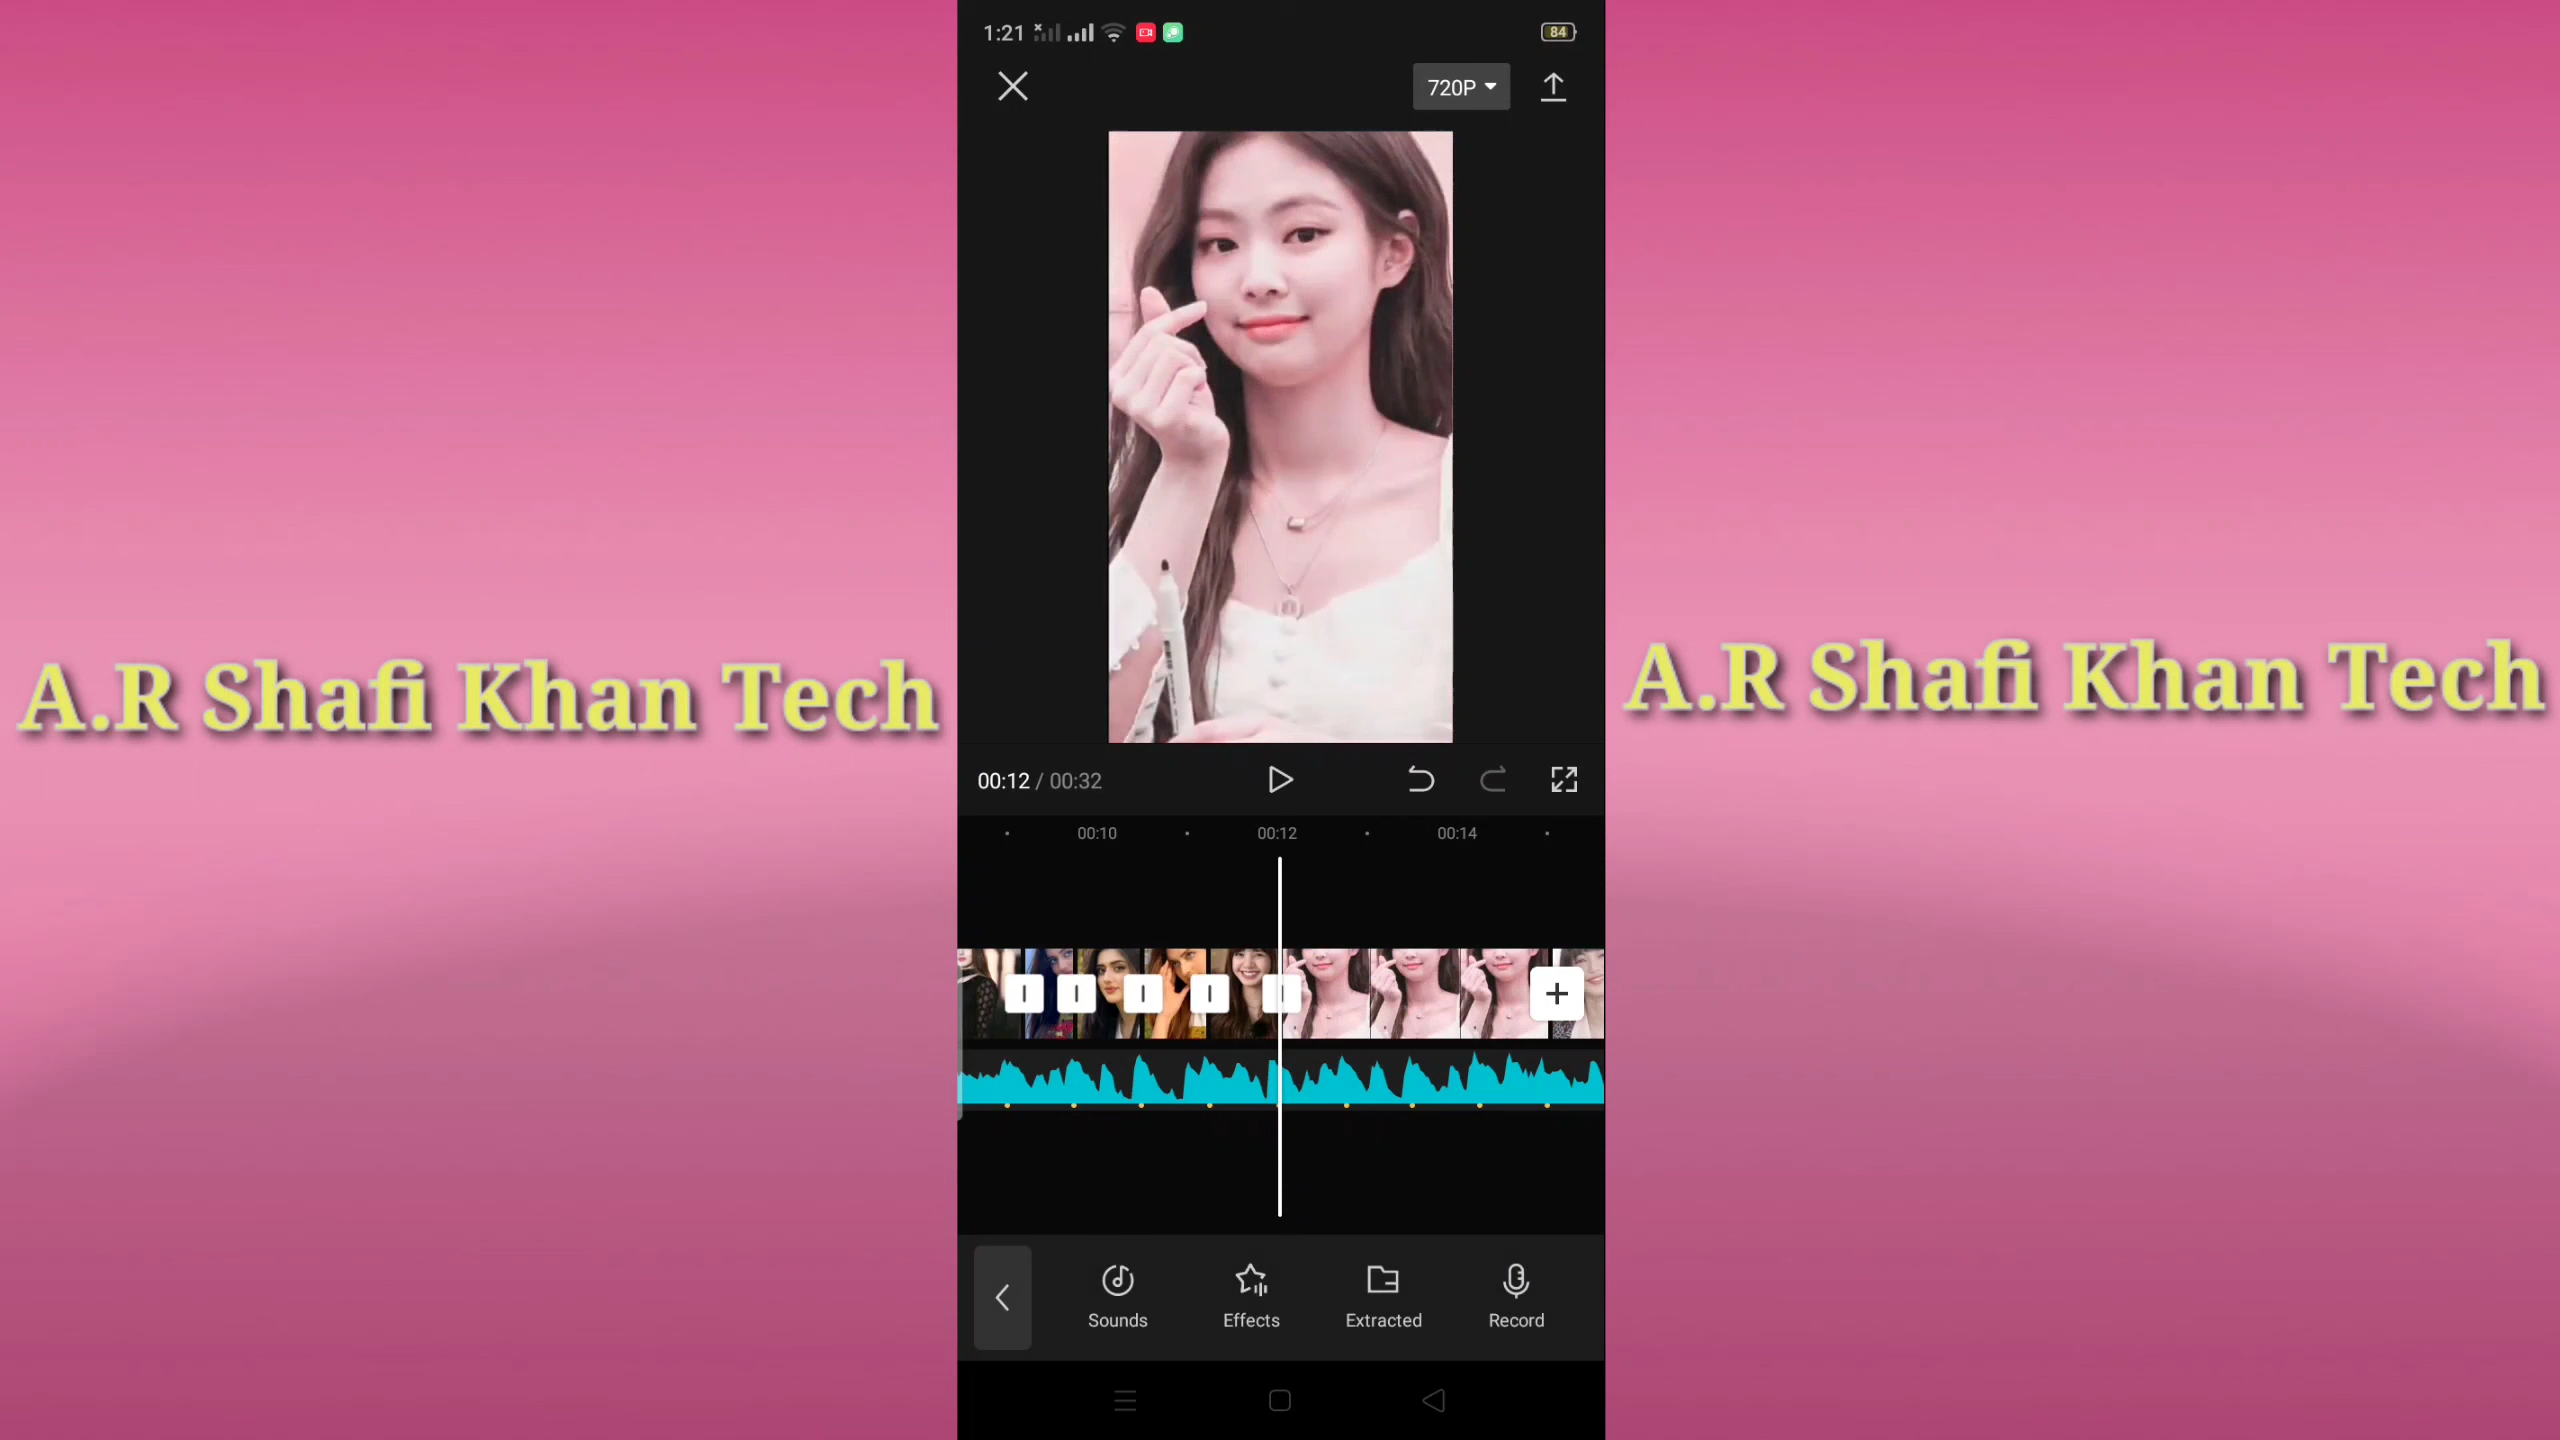 1:21
84
720P
A.R Shafi Khan Tech
A.R Shafi Khan Tech
00:12 / 00:32
00:10
00:12
00:14
Sounds
Effects
Extracted
Record